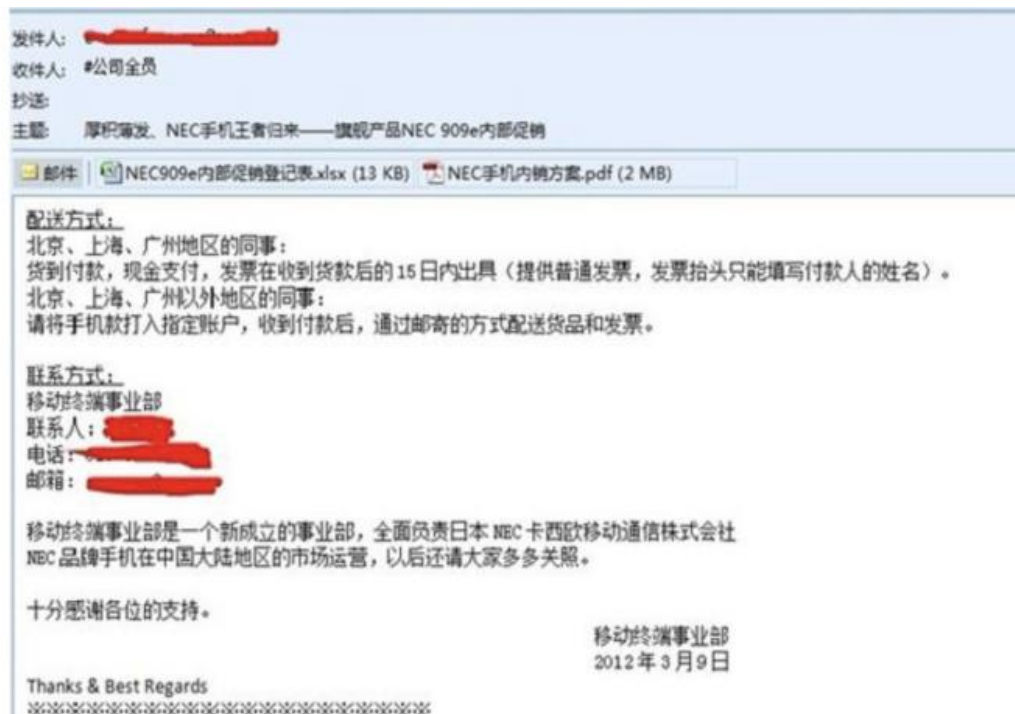 发件人:
收件人: #公司全员
抄送:
主题: 厚积薄发、NEC手机王者归来——旗舰产品NEC 909e内部促销
邮件 NEC909e内部促销登记表.xlsx (13 KB) NEC手机内销方案.pdf (2 MB)
配送方式：
北京、上海、广州地区的同事：
货到付款，现金支付，发票在收到货款后的15日内出具（提供普通发票，发票抬头只能填写付款人的姓名）。
北京、上海、广州以外地区的同事：
请将手机款打入指定账户，收到付款后，通过邮寄的方式配送货品和发票。
联系方式：
移动终端事业部
联系人：
电话：
邮箱：
移动终端事业部是一个新成立的事业部，全面负责日本 NEC 卡西欧移动通信株式会社
NEC 品牌手机在中国大陆地区的市场运营，以后还请大家多多关照。
十分感谢各位的支持。
移动终端事业部
2012 年 3 月 9 日
Thanks & Best Regards